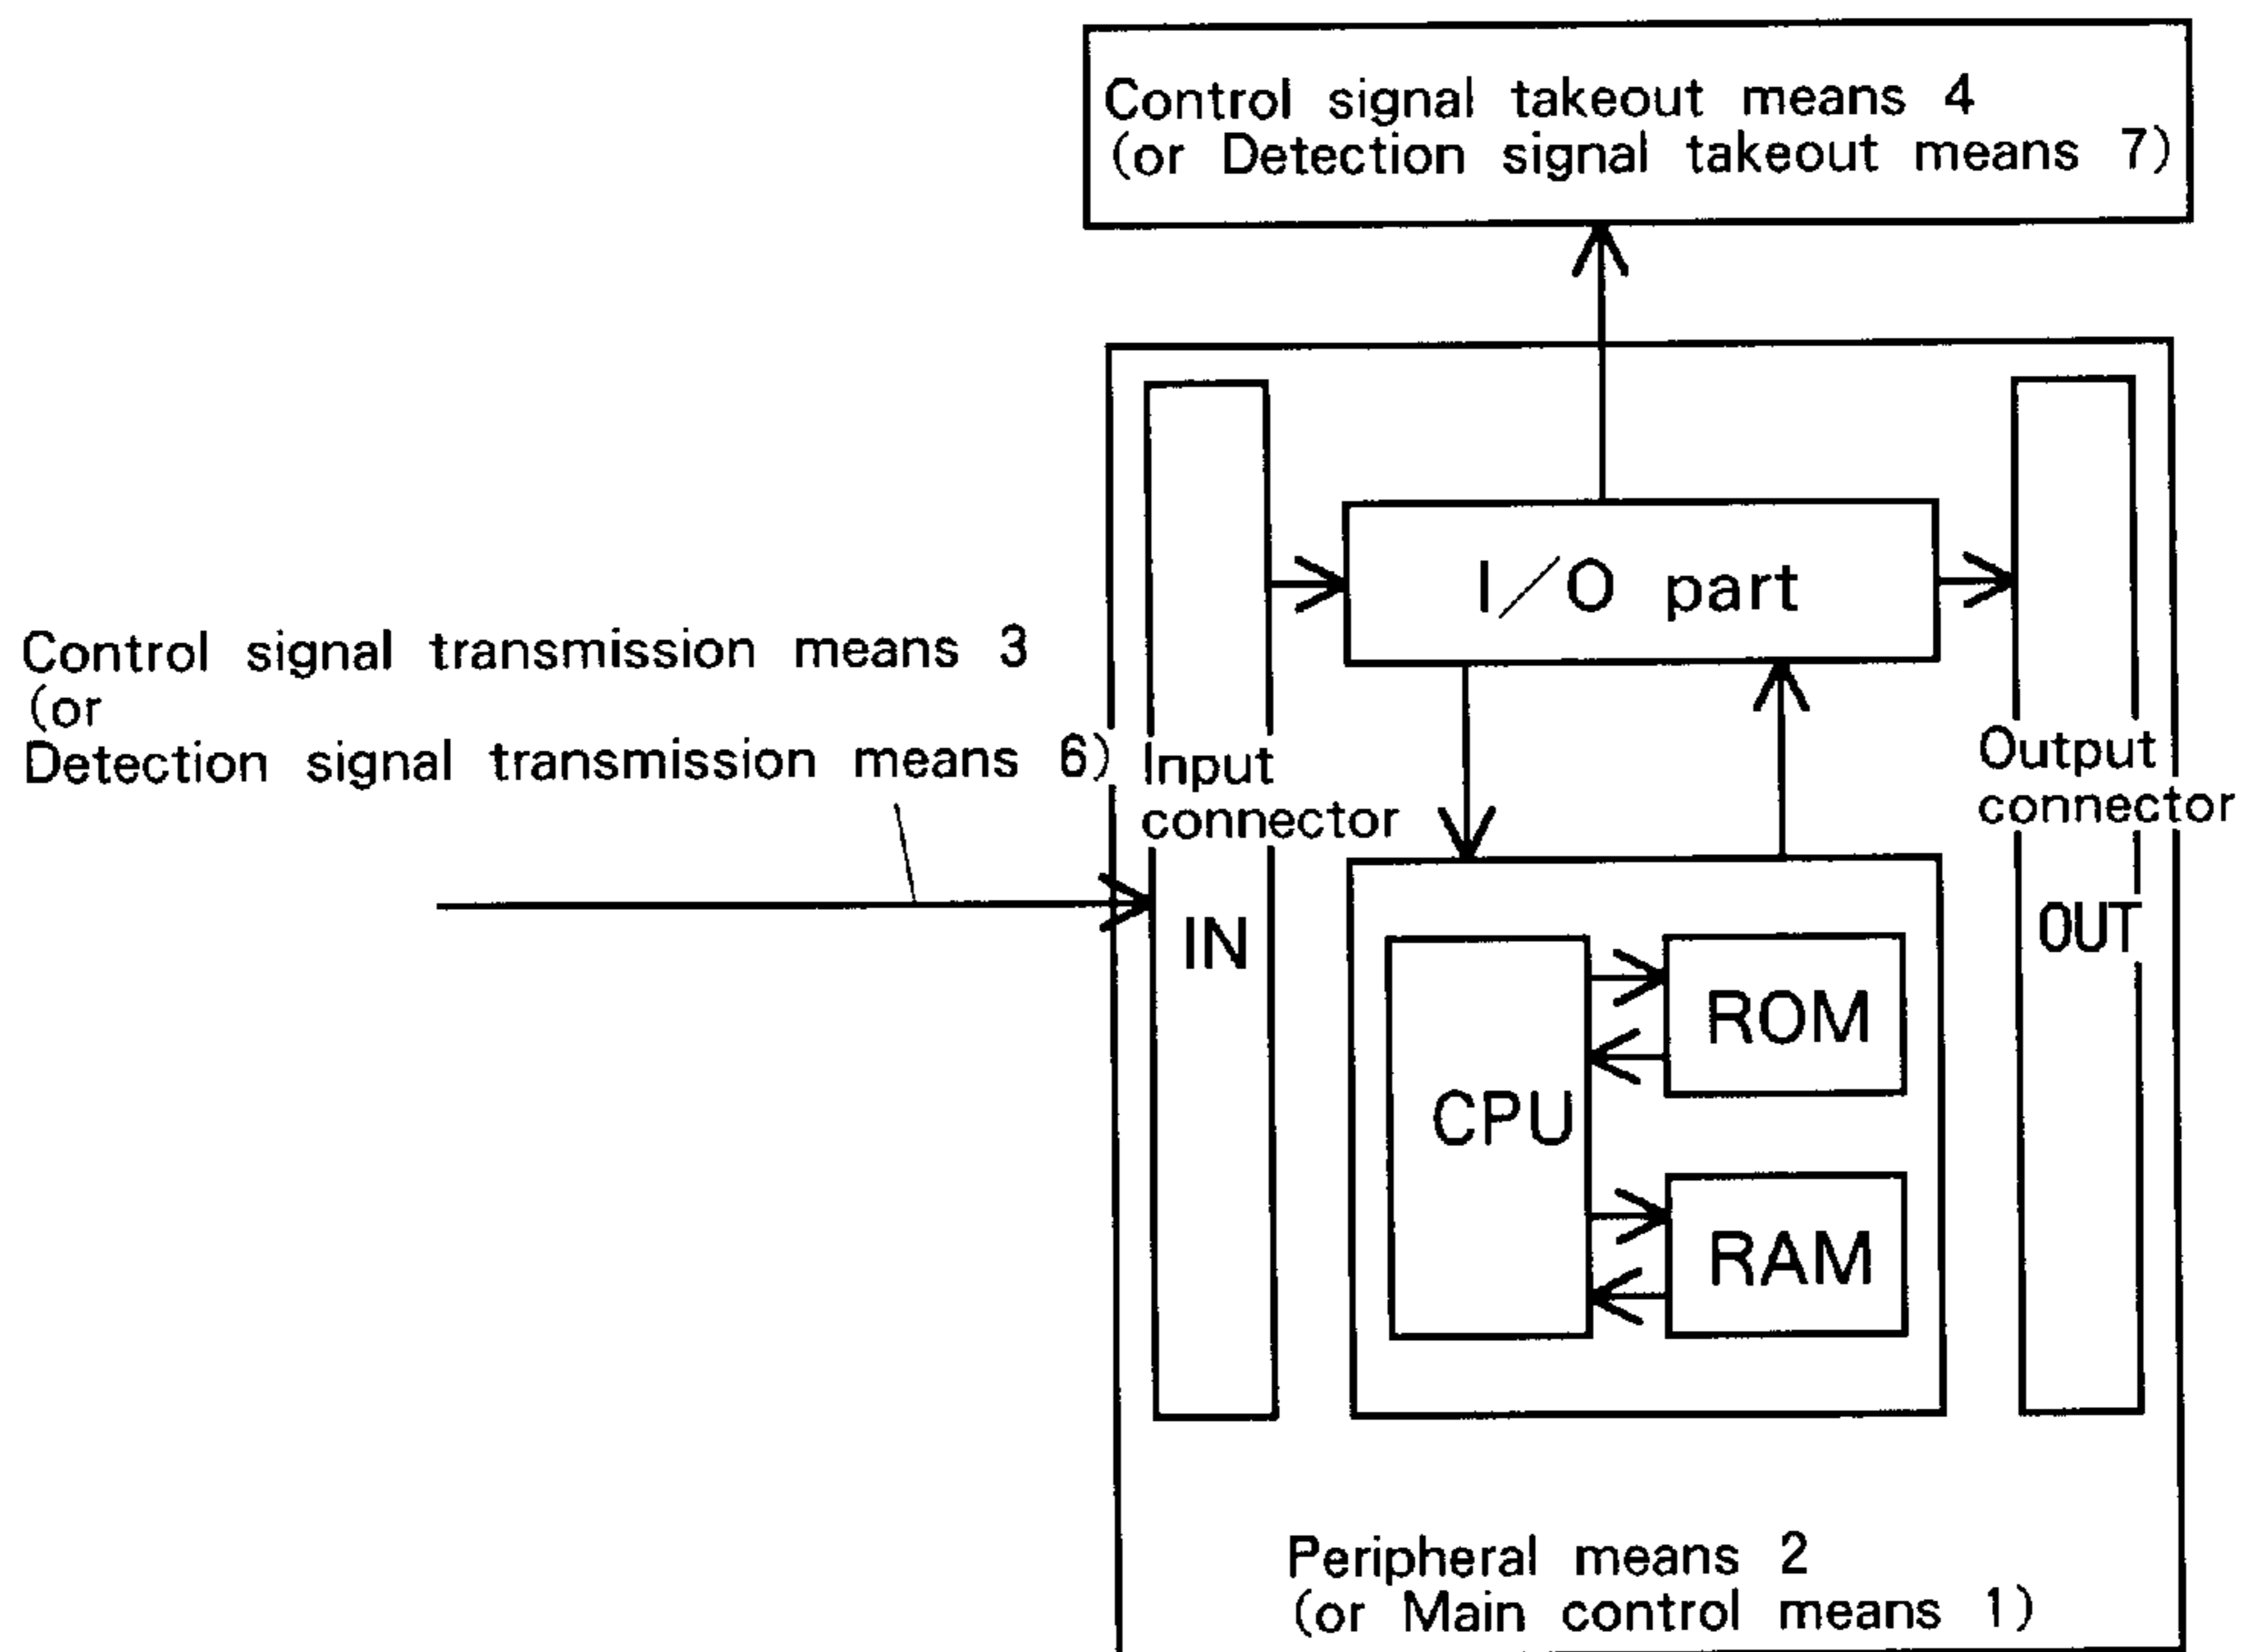 Control signal takeout means 4
(or Detection signal takeout means 7)
I/O part
Control signal transmission means 3
(or
Detection signal transmission means 6)
Input
connector
Output
connector
IN
OUT
ROM
CPU
RAM
Peripheral means 2
(or Main control means 1)